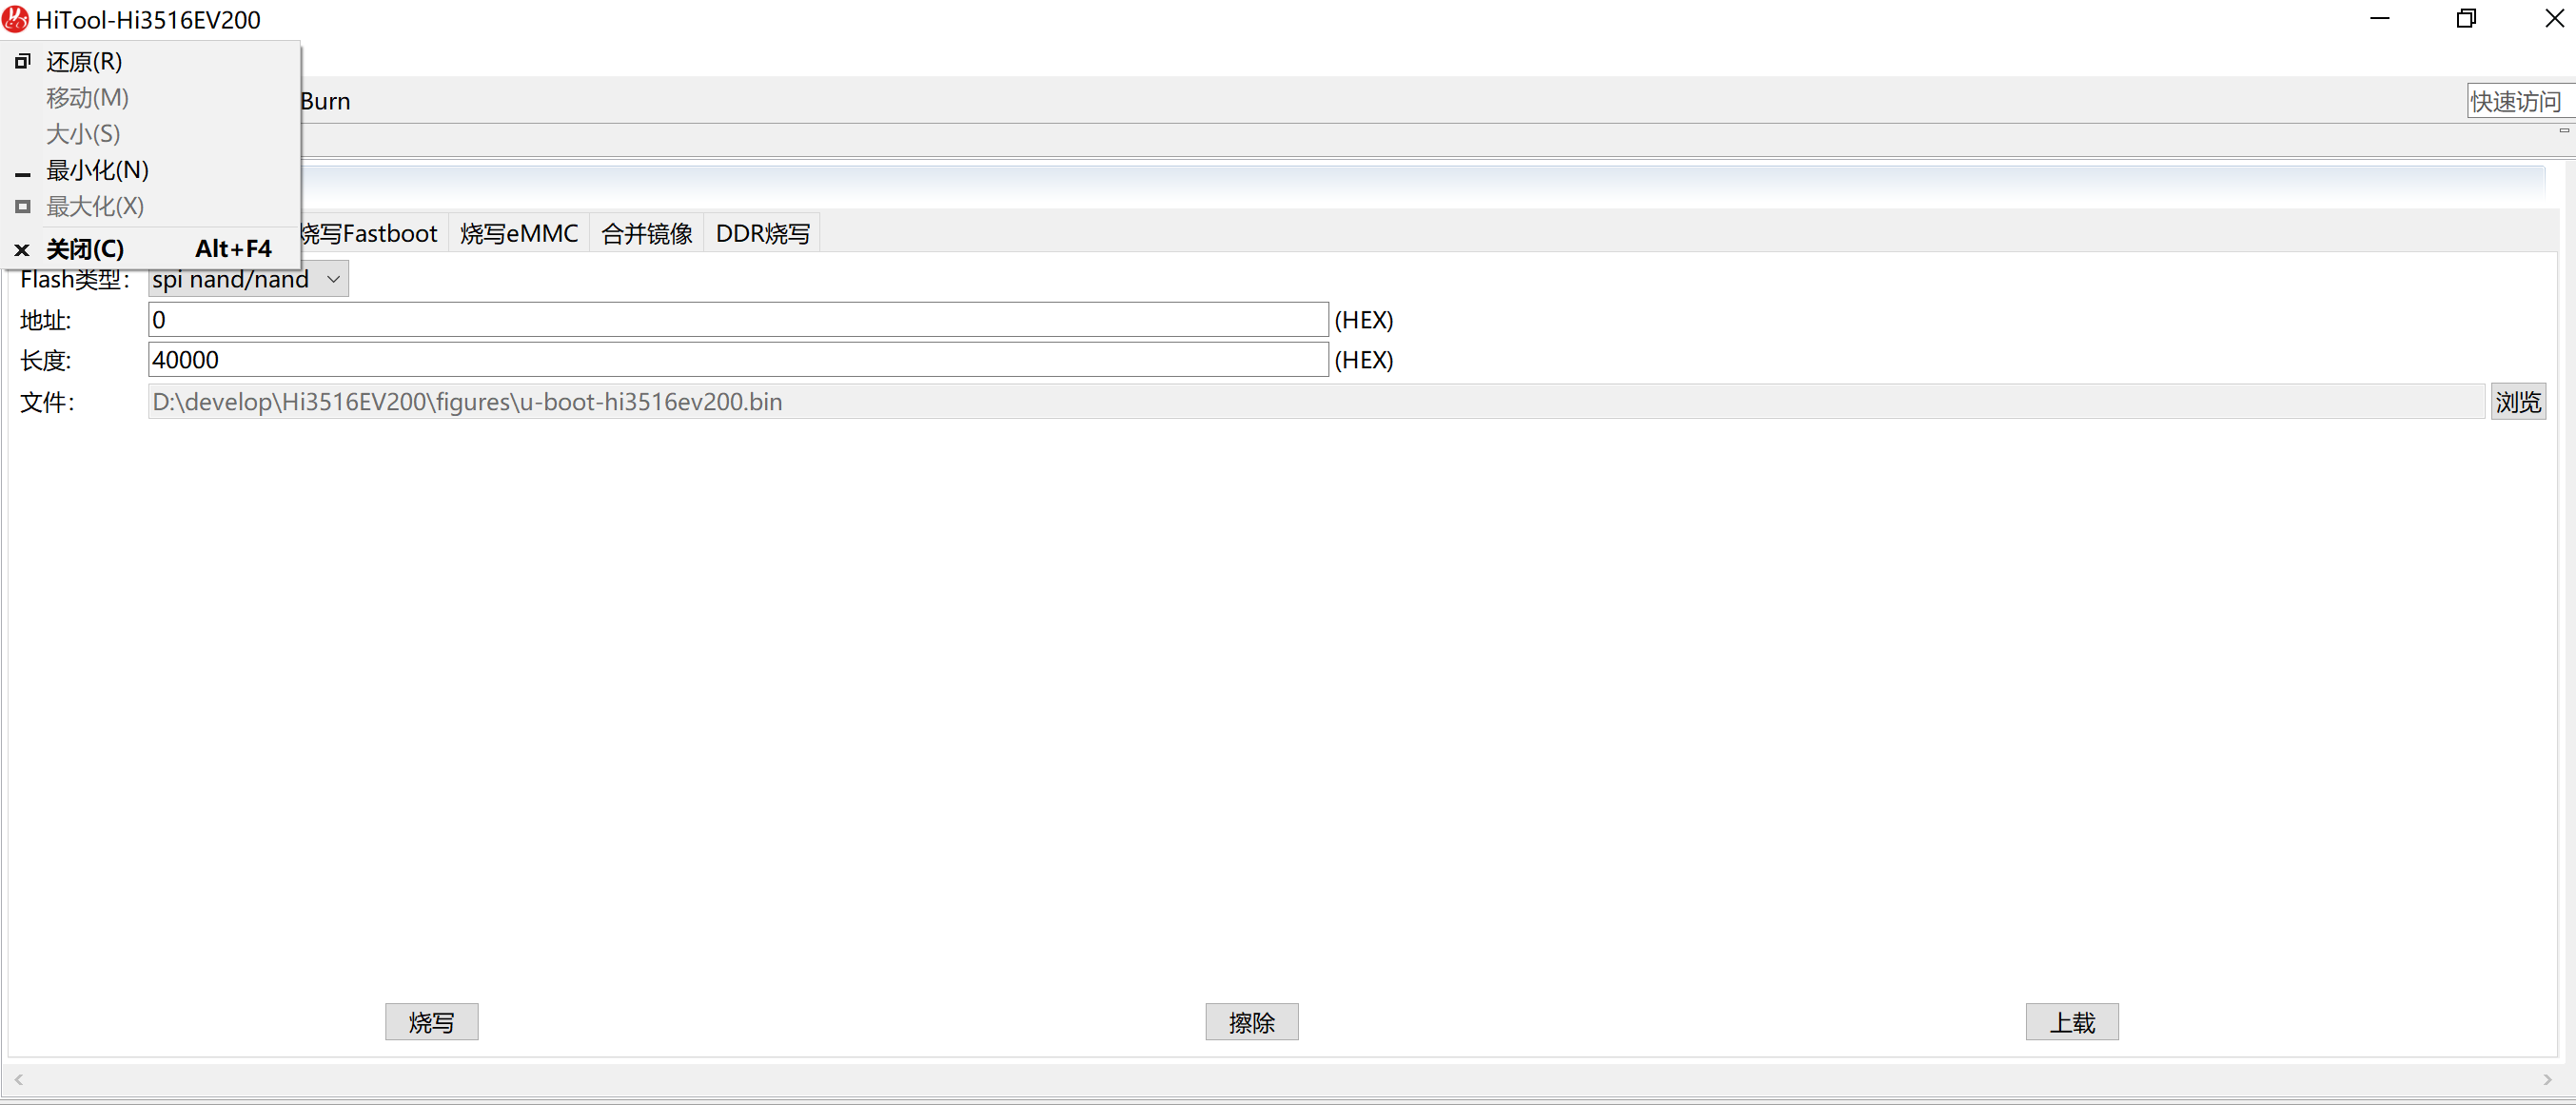 HiTool-Hi3516EV200
还原(R)
移动(M)
Burn
快速访问
大小(S)
最小化(N)
最大化(X)
烧写Fastboot 烧写eMMC 合并镜像 DDR烧写
关闭(C) Alt+F4
Flash类型: spi nand/nand
地址: 0 (HEX)
长度: 40000 (HEX)
文件: D:\develop\Hi3516EV200\figures\u-boot-hi3516ev200.bin 浏览
烧写 擦除 上载